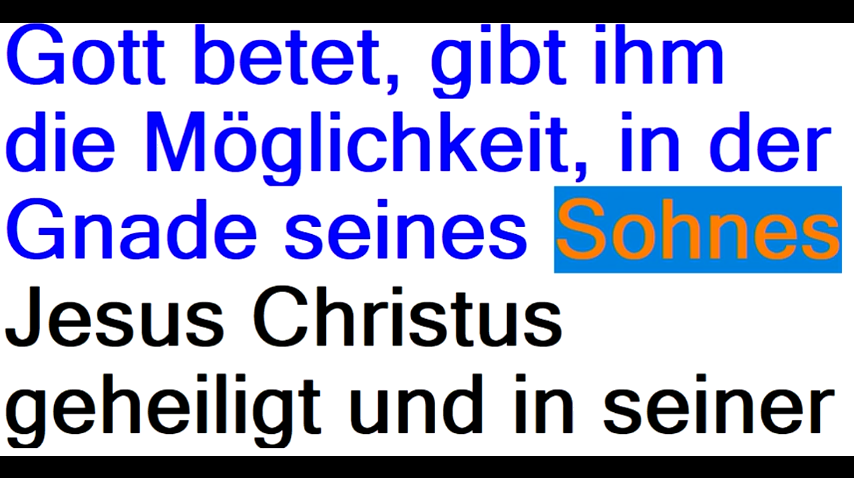 Gott betet, gibt ihm
die Möglichkeit, in der
Gnade seines Sohnes
Jesus Christus
geheiligt und in seiner